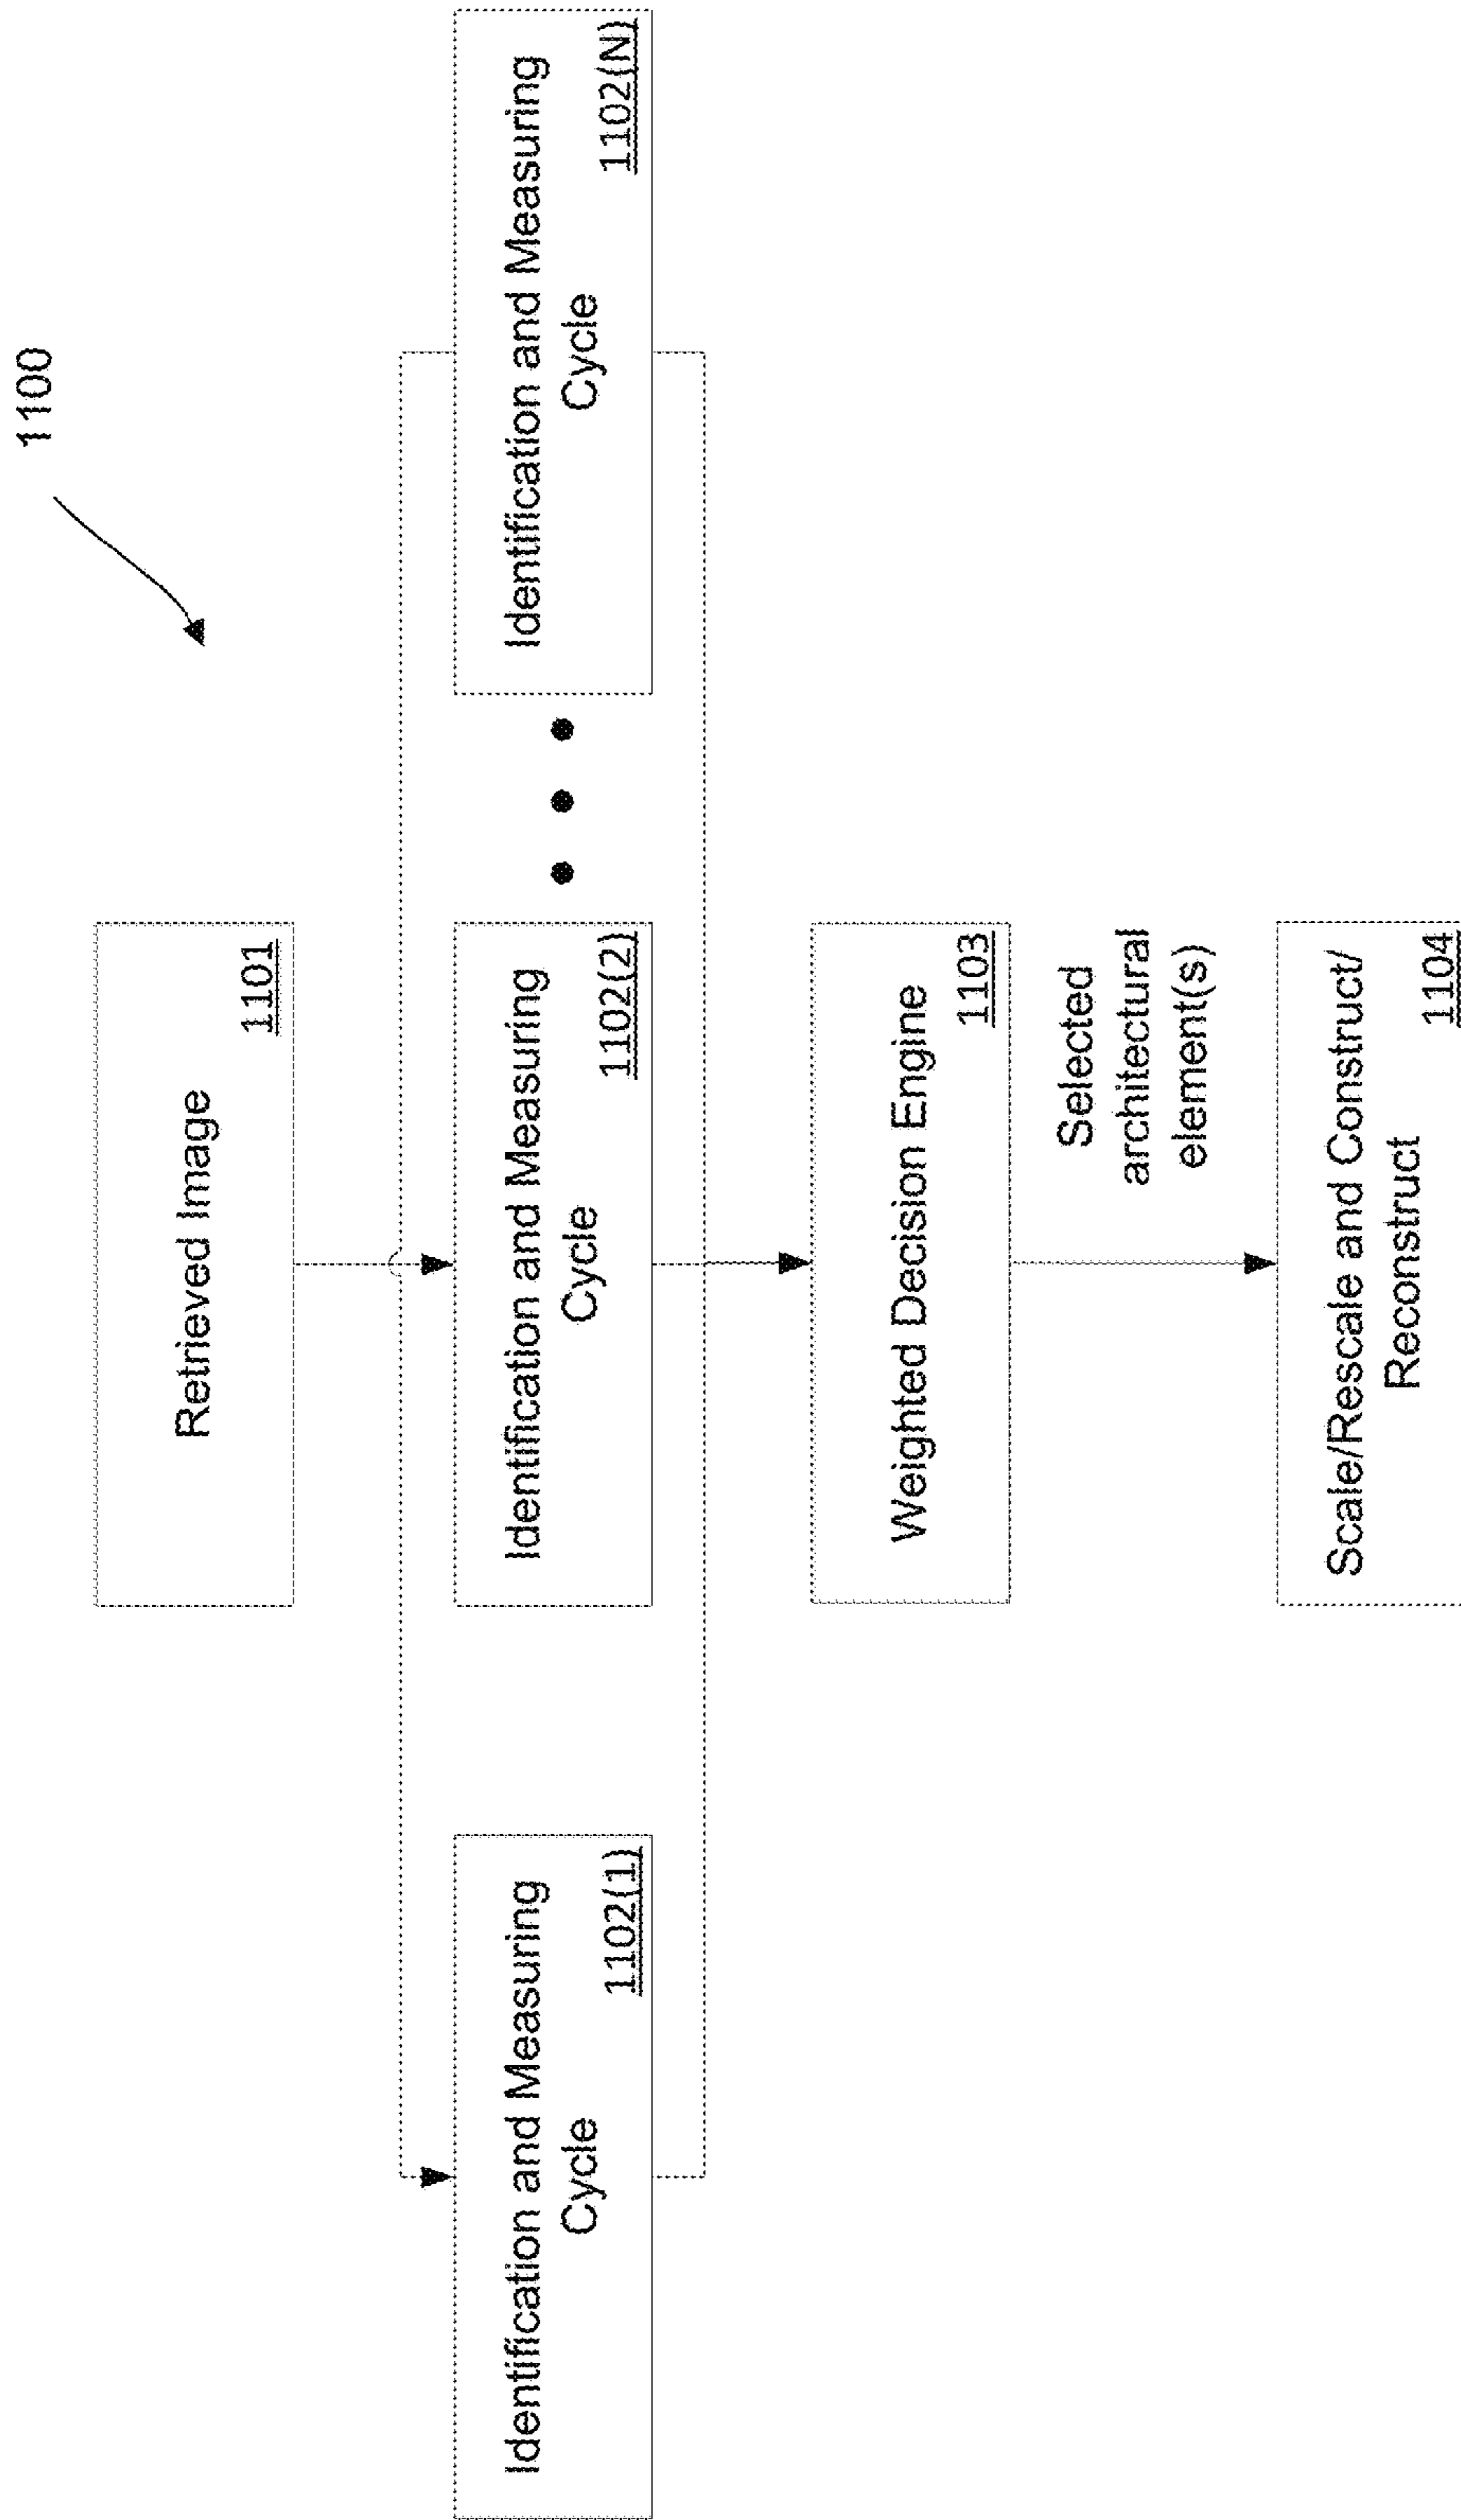 1100
Retrieved Image
1101
Identification and Measuring
Cycle
1102(1)
Identification and Measuring
Cycle
1102(2)
Identification and Measuring
Cycle
1102(N)
Weighted Decision Engine
1103
Selected
architectural
element(s)
Scale/Rescale and Construct/
Reconstruct
1104